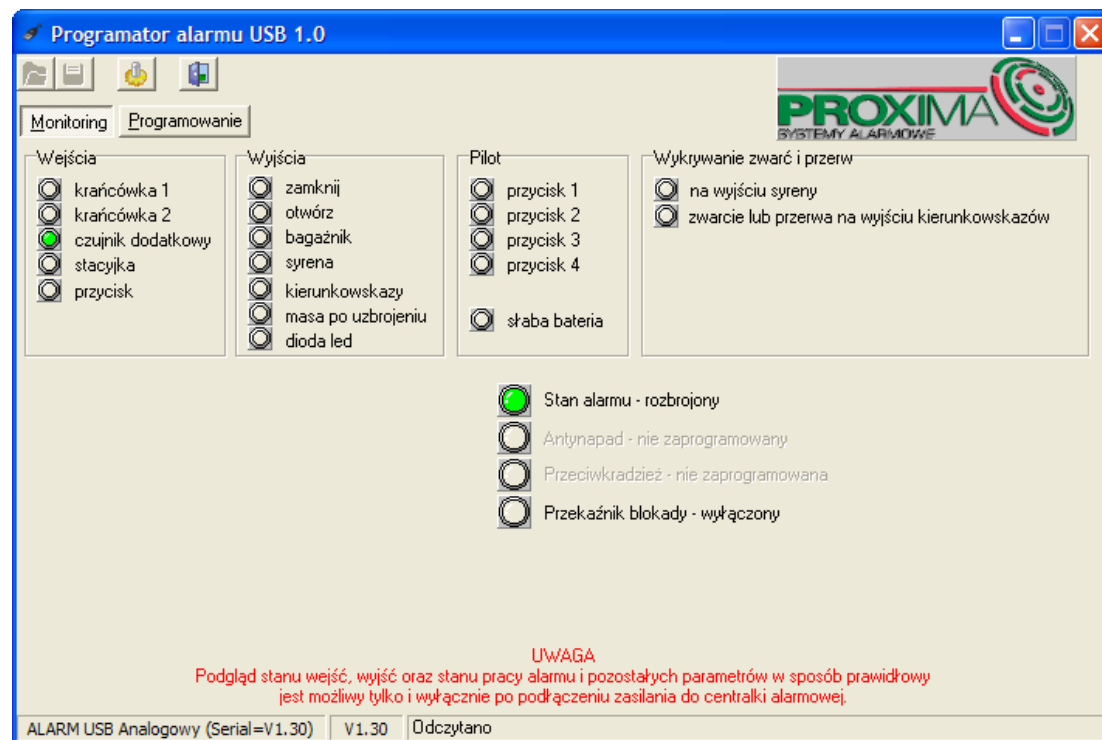 Programator alarmu USB 1.0
PROXIMA
SYSTEMY ALARMOWE
Monitoring
Programowanie
Wejścia
krańcówka 1
krańcówka 2
czujnik dodatkowy
stacyjka
przycisk
Wyjścia
zamknij
otwórz
bagażnik
syrena
kierunkowskazy
masa po uzbrojeniu
dioda led
Pilot
przycisk 1
przycisk 2
przycisk 3
przycisk 4
słaba bateria
Wykrywanie zwarć i przerw
na wyjściu syreny
zwarcie lub przerwa na wyjściu kierunkowskazów
Stan alarmu - rozbrojony
Antynapad - nie zaprogramowany
Przeciwkradzież - nie zaprogramowana
Przekaźnik blokady - wyłączony
UWAGA
Podgląd stanu wejść, wyjść oraz stanu pracy alarmu i pozostałych parametrów w sposób prawidłowy
jest możliwy tylko i wyłącznie po podłączeniu zasilania do centralki alarmowej.
ALARM USB Analogowy (Serial=V1.30)
V1.30
Odczytano